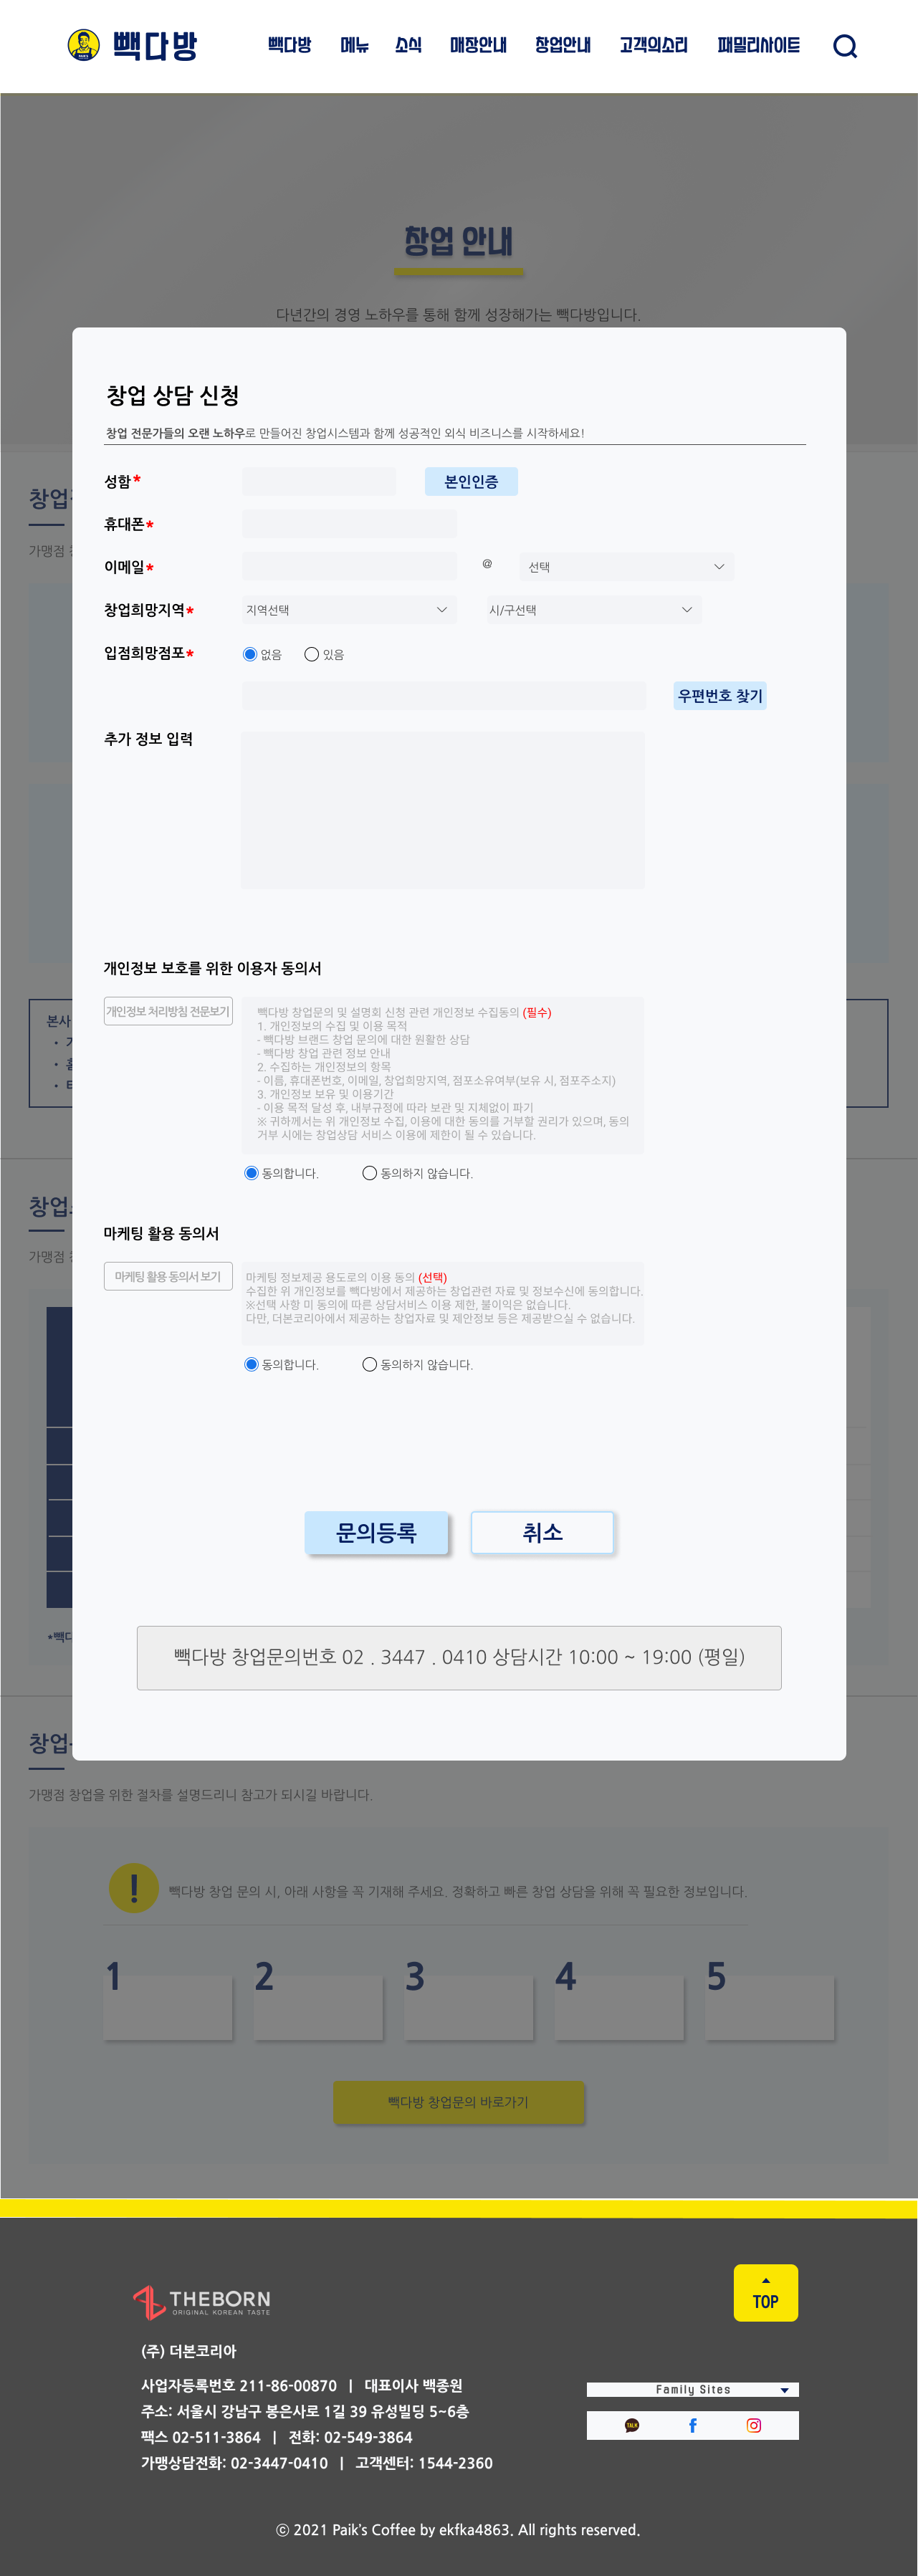 빽다방
빽다방 메뉴 소식 매장안내 창업안내 고객의소리 패밀리사이트
창업 안내
다년간의 경영 노하우를 통해 함께 성장해가는 빽다방입니다.
창업 상담 신청
창업 전문가들의 오랜 노하우로 만들어진 창업시스템과 함께 성공적인 외식 비즈니스를 시작하세요!
성함* 본인인증
창업
휴대폰*
가맹점
이메일* @ 선택
창업희망지역* 지역선택 시/구선택
입점희망점포* 없음 있음
우편번호 찾기
추가 정보 입력
개인정보 보호를 위한 이용자 동의서
개인정보 처리방침 전문보기
본사
빽다방 창업문의 및 설명회 신청 관련 개인정보 수집동의 (필수)
1. 개인정보의 수집 및 이용 목적
- 빽다방 브랜드 창업 문의에 대한 원활한 상담
- 빽다방 창업 관련 정보 안내
2. 수집하는 개인정보의 항목
- 이름, 휴대폰번호, 이메일, 창업희망지역, 점포소유여부(보유 시, 점포주소지)
3. 개인정보 보유 및 이용기간
- 이용 목적 달성 후, 내부규정에 따라 보관 및 지체없이 파기
※ 귀하께서는 위 개인정보 수집, 이용에 대한 동의를 거부할 권리가 있으며, 동의
거부 시에는 창업상담 서비스 이용에 제한이 될 수 있습니다.
동의합니다. 동의하지 않습니다.
창업
마케팅 활용 동의서
가맹점
마케팅 활용 동의서 보기
마케팅 정보제공 용도로의 이용 동의 (선택)
수집한 위 개인정보를 빽다방에서 제공하는 창업관련 자료 및 정보수신에 동의합니다.
※선택 사항 미 동의에 따른 상담서비스 이용 제한, 불이익은 없습니다.
다만, 더본코리아에서 제공하는 창업자료 및 제안정보 등은 제공받으실 수 없습니다.
동의합니다. 동의하지 않습니다.
문의등록 취소
*빽다
빽다방 창업문의번호 02 . 3447 . 0410 상담시간 10:00 ~ 19:00 (평일)
창업
가맹점 창업을 위한 절차를 설명드리니 참고가 되시길 바랍니다.
! 빽다방 창업 문의 시, 아래 사항을 꼭 기재해 주세요. 정확하고 빠른 창업 상담을 위해 꼭 필요한 정보입니다.
1 2 3 4 5
빽다방 창업문의 바로가기
THEBORN
ORIGINAL KOREAN TASTE
TOP
(주) 더본코리아
사업자등록번호 211-86-00870 | 대표이사 백종원
Family Sites
주소: 서울시 강남구 봉은사로 1길 39 유성빌딩 5~6층
TALK
팩스 02-511-3864 | 전화: 02-549-3864
가맹상담전화: 02-3447-0410 | 고객센터: 1544-2360
ⓒ 2021 Paik's Coffee by ekfka4863. All rights reserved.